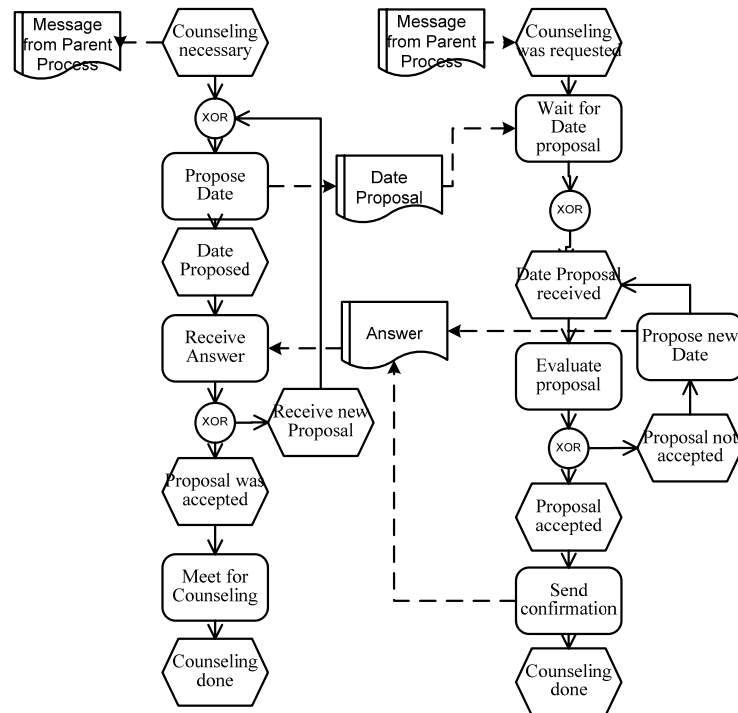 Message
from Parent
Process
Counseling
necessary
XOR
Propose
Date
Date
Proposed
Receive
Answer
XOR
Receive new
Proposal
Proposal was
accepted
Meet for
Counseling
Counseling
done
Date
Proposal
Answer
Message
from Parent
Process
Counseling
was requested
Wait for
Date
proposal
XOR
Date Proposal
received
Evaluate
proposal
Propose new
Date
XOR
Proposal not
accepted
Proposal
accepted
Send
confirmation
Counseling
done